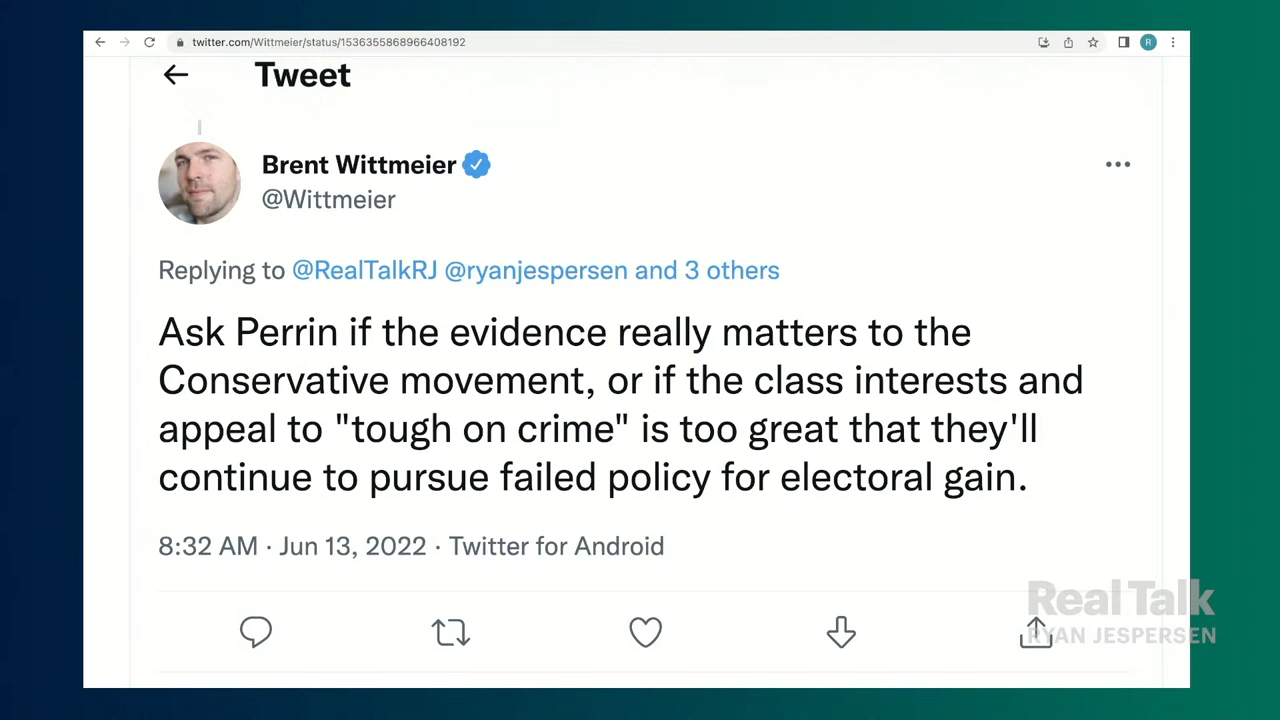 twitter.com/Wittmeier/status/1536355868966408192
R
Tweet
Brent Wittmeier
@Wittmeier
Replying to @RealTalkRJ @ryanjespersen and 3 others
Ask Perrin if the evidence really matters to the
Conservative movement, or if the class interests and
appeal to "tough on crime" is too great that they'll
continue to pursue failed policy for electoral gain.
8:32 AM · Jun 13, 2022 · Twitter for Android
Real Talk
RYAN JESPERSEN